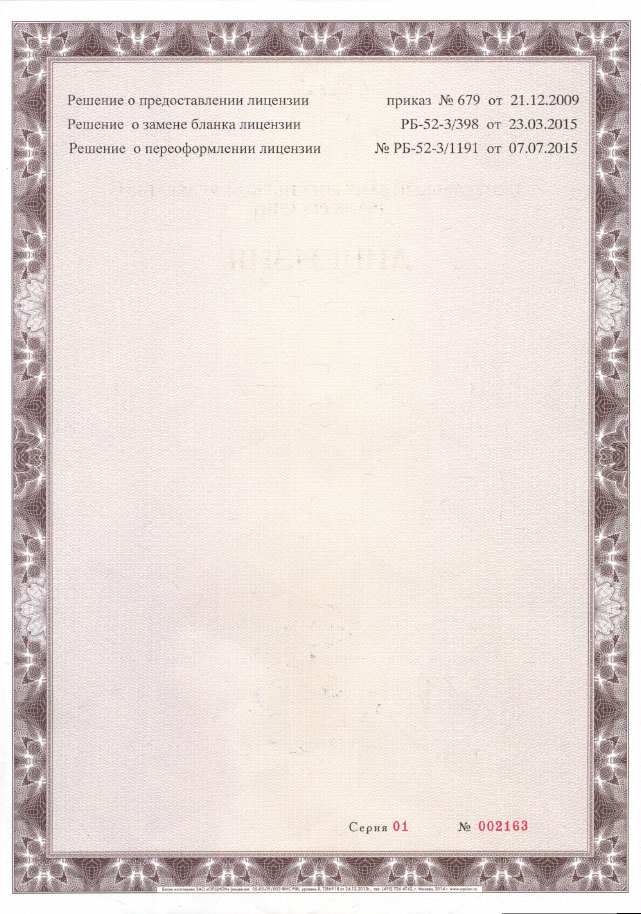 Решение о предоставлении лицензии приказ № 679 от 21.12.2009
Решение о замене бланка лицензии РБ-52-3/398 от 23.03.2015
Решение о переоформлении лицензии № РБ-52-3/1191 от 07.07.2015
ЛИЦЕНЗИЯ
Серия 01 № 002163